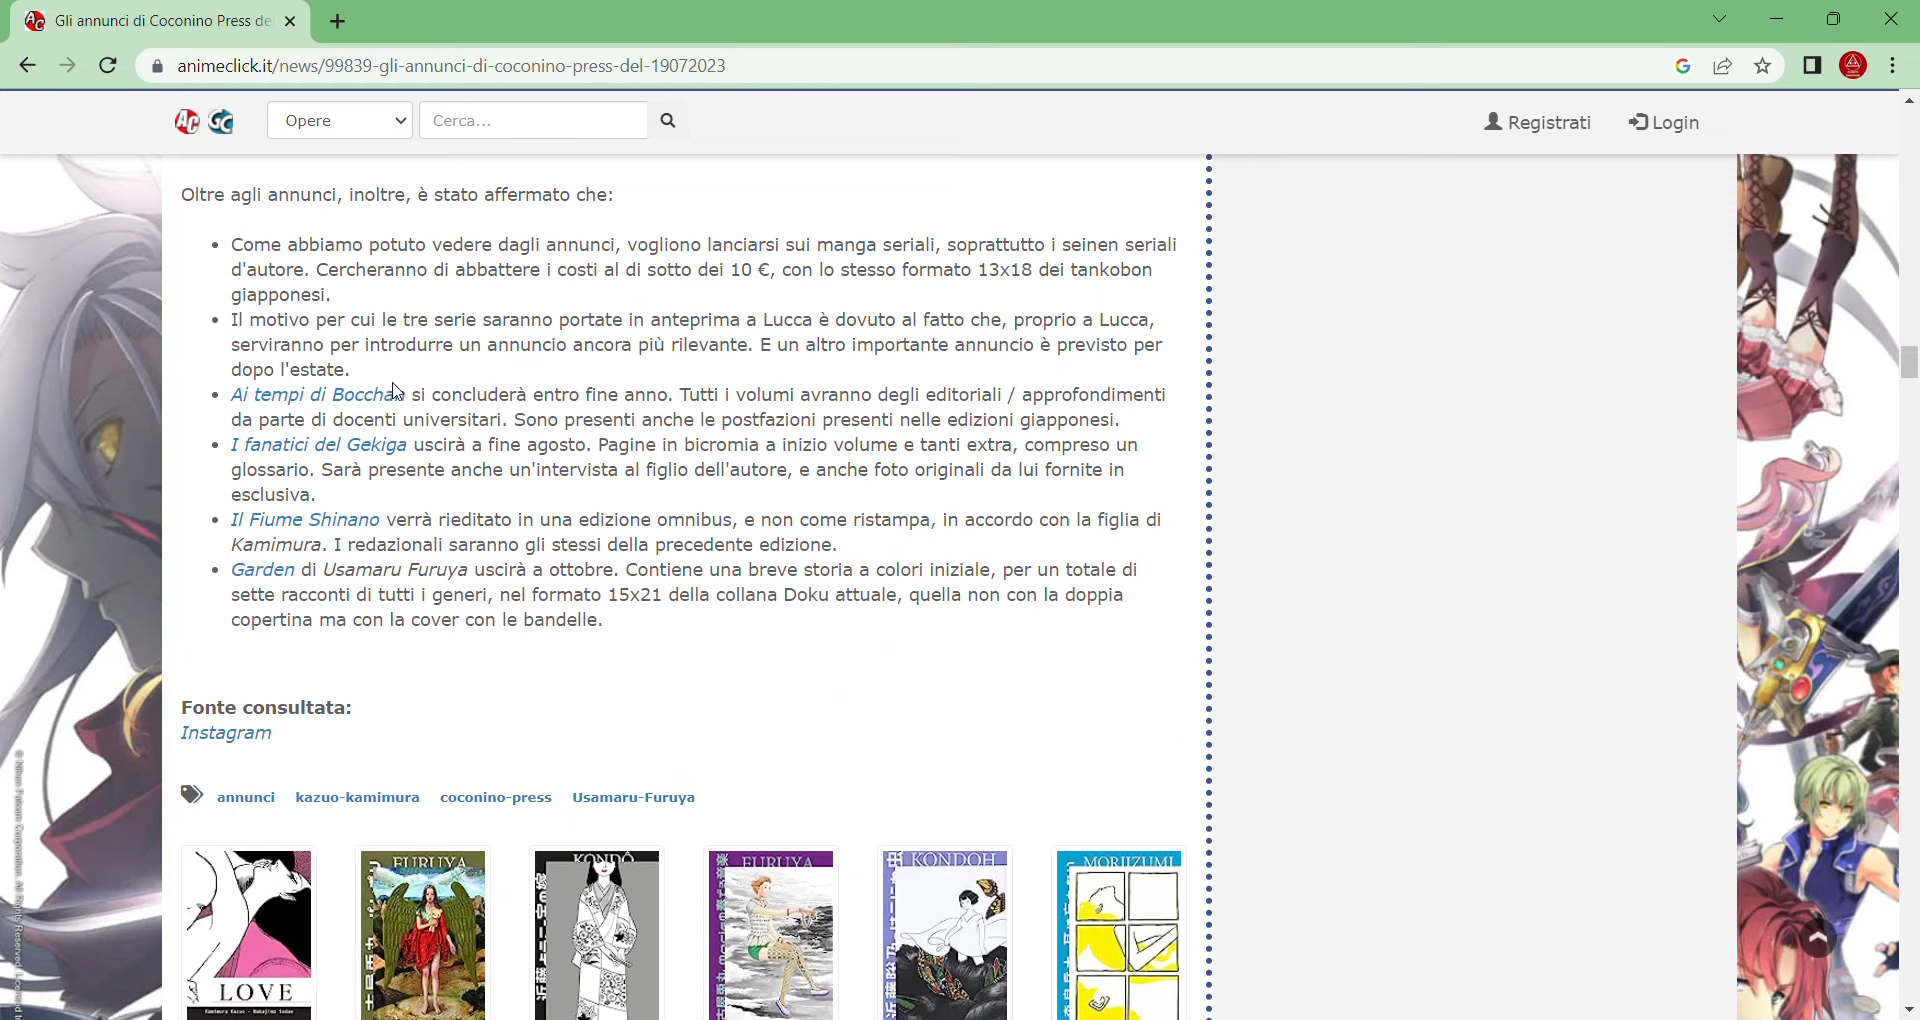 Gli annunci di Coconino Press de
animeclick.it/news/99839-gli-annunci-di-coconino-press-del-19072023
Opere
Cerca...
Registrati
Login
Oltre agli annunci, inoltre, è stato affermato che:
• Come abbiamo potuto vedere dagli annunci, vogliono lanciarsi sui manga seriali, soprattutto i seinen seriali
d'autore. Cercheranno di abbattere i costi al di sotto dei 10 €, con lo stesso formato 13x18 dei tankobon
giapponesi.
• Il motivo per cui le tre serie saranno portate in anteprima a Lucca è dovuto al fatto che, proprio a Lucca,
serviranno per introdurre un annuncio ancora più rilevante. E un altro importante annuncio è previsto per
dopo l'estate.
• Ai tempi di Bocchan si concluderà entro fine anno. Tutti i volumi avranno degli editoriali / approfondimenti
da parte di docenti universitari. Sono presenti anche le postfazioni presenti nelle edizioni giapponesi.
• I fanatici del Gekiga uscirà a fine agosto. Pagine in bicromia a inizio volume e tanti extra, compreso un
glossario. Sarà presente anche un'intervista al figlio dell'autore, e anche foto originali da lui fornite in
esclusiva.
• Il Fiume Shinano verrà rieditato in una edizione omnibus, e non come ristampa, in accordo con la figlia di
Kamimura. I redazionali saranno gli stessi della precedente edizione.
• Garden di Usamaru Furuya uscirà a ottobre. Contiene una breve storia a colori iniziale, per un totale di
sette racconti di tutti i generi, nel formato 15x21 della collana Doku attuale, quella non con la doppia
copertina ma con la cover con le bandelle.
Fonte consultata:
Instagram
annunci kazuo-kamimura coconino-press Usamaru-Furuya
LOVE
Kamimura Kazuo - Nakajima Sadao
FURUYA
KONDÔ
FURUYA
KONDOH
MORIIZUMI